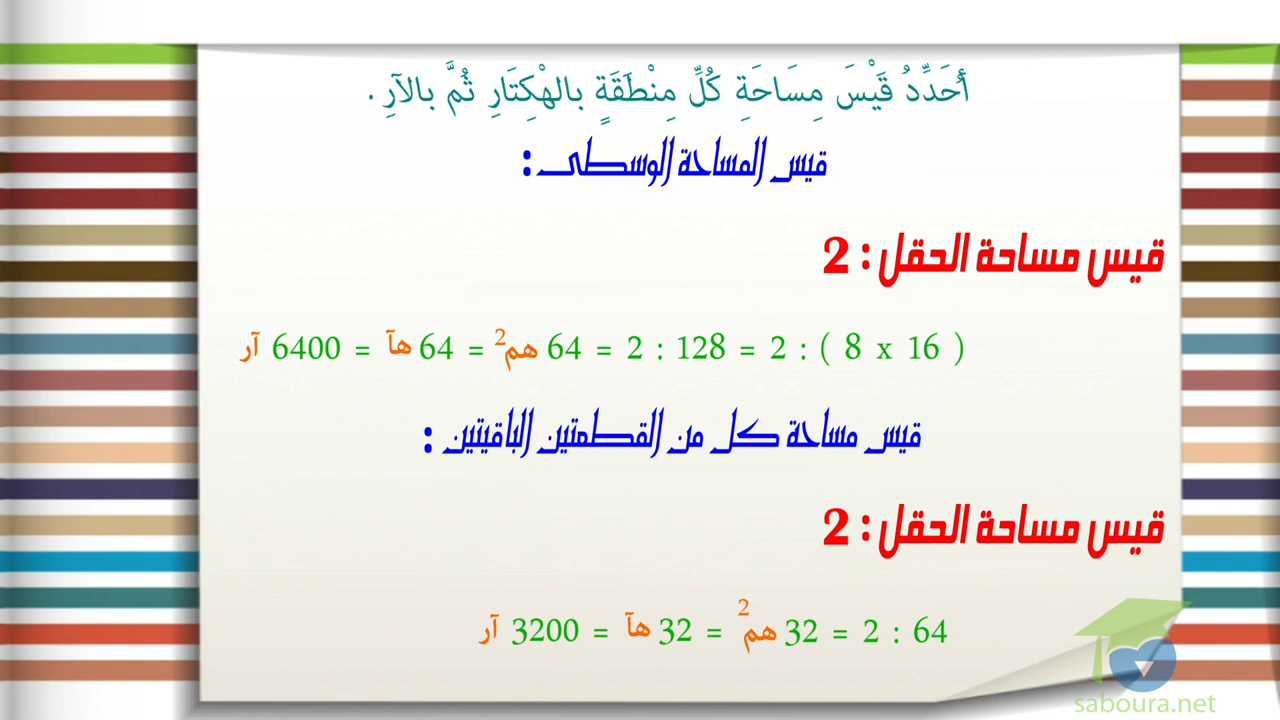 أُحَدِّدُ قَيْسَ مِسَاحَةِ كُلِّ مِنْطَقَةٍ بِالهْكِتَارِ ثُمَّ بِالآرِ .
قيس المساحة الوسطى :
قيس مساحة الحقل : 2
( 16 x 8 ) : 2 = 128 : 2 = 64 هم² = 64 هآ = 6400 آر
قيس مساحة كل من القطعتين الباقيتين :
قيس مساحة الحقل : 2
64 : 2 = 32 هم² = 32 هآ = 3200 آر
saboura.net